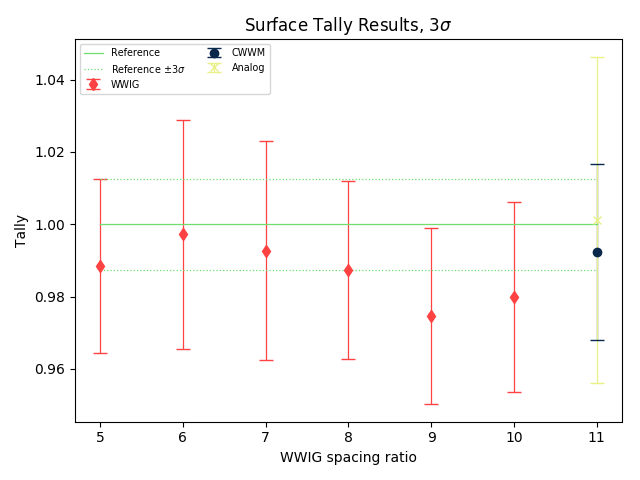 Surface Tally Results, 3σ
Reference
Reference ±3σ
WWIG
CWWM
Analog
1.04
1.02
1.00
0.98
0.96
Tally
5 6 7 8 9 10 11
WWIG spacing ratio